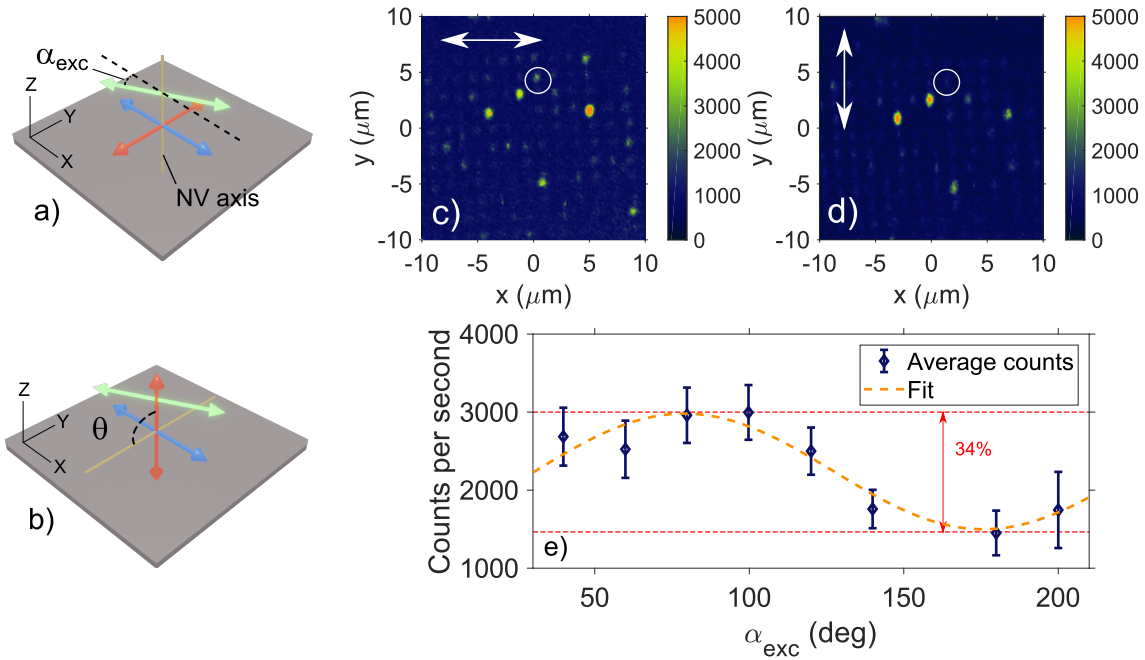 α_exc
Z
Y
X
NV axis
a)
Z
Y
X
θ
b)
10
5
0
-5
-10
y (μm)
c)
-10
-5
0
5
10
x (μm)
5000
4000
3000
2000
1000
0
10
5
0
-5
-10
y (μm)
d)
-10
-5
0
5
10
x (μm)
5000
4000
3000
2000
1000
0
4000
3000
2000
1000
Counts per second
Average counts
Fit
34%
e)
50
100
150
200
α_exc (deg)